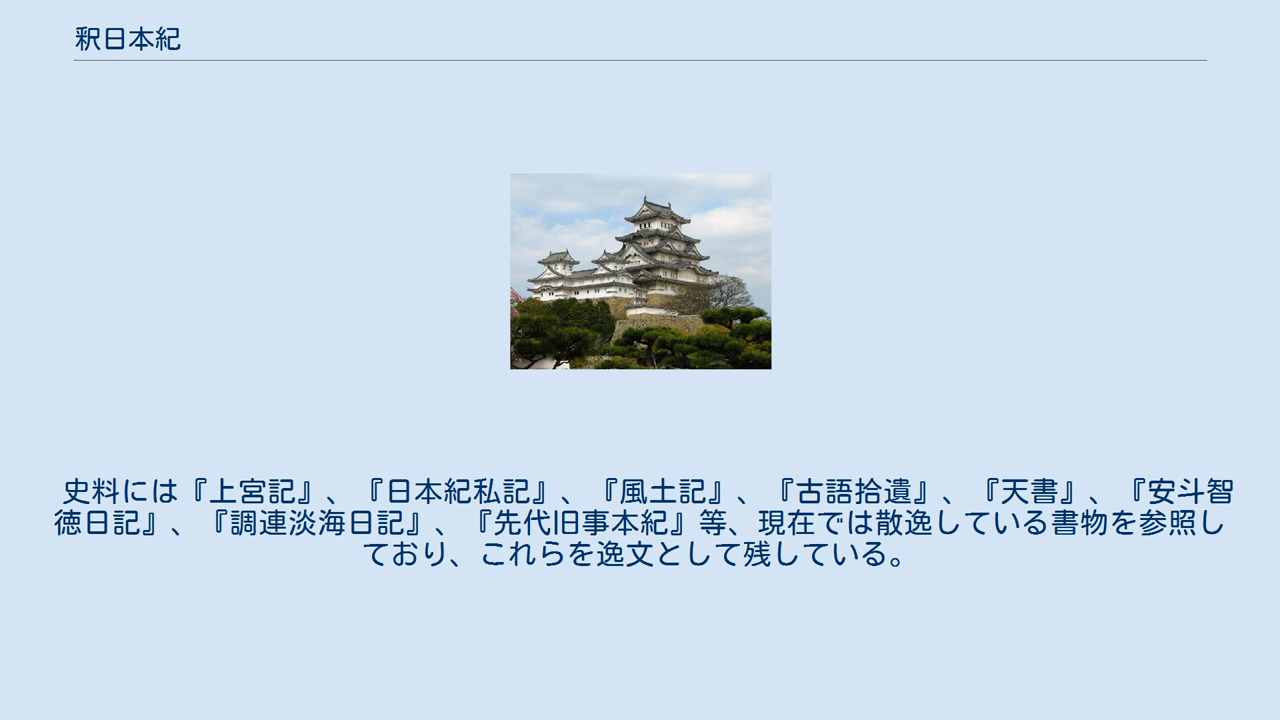 釈日本紀
史料には『上宮記』、『日本紀私記』、『風土記』、『古語拾遺』、『天書』、『安斗智
徳日記』、『調連淡海日記』、『先代旧事本紀』等、現在では散逸している書物を参照し
ており、これらを逸文として残している。